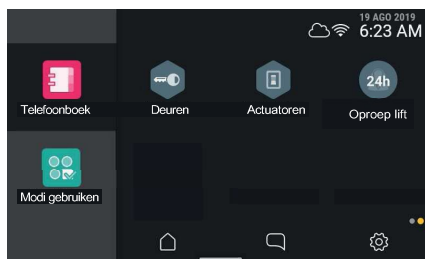 19 AGO 2019
6:23 AM
24h
Telefoonboek
Deuren
Actuatoren
Oproep lift
Modi gebruiken